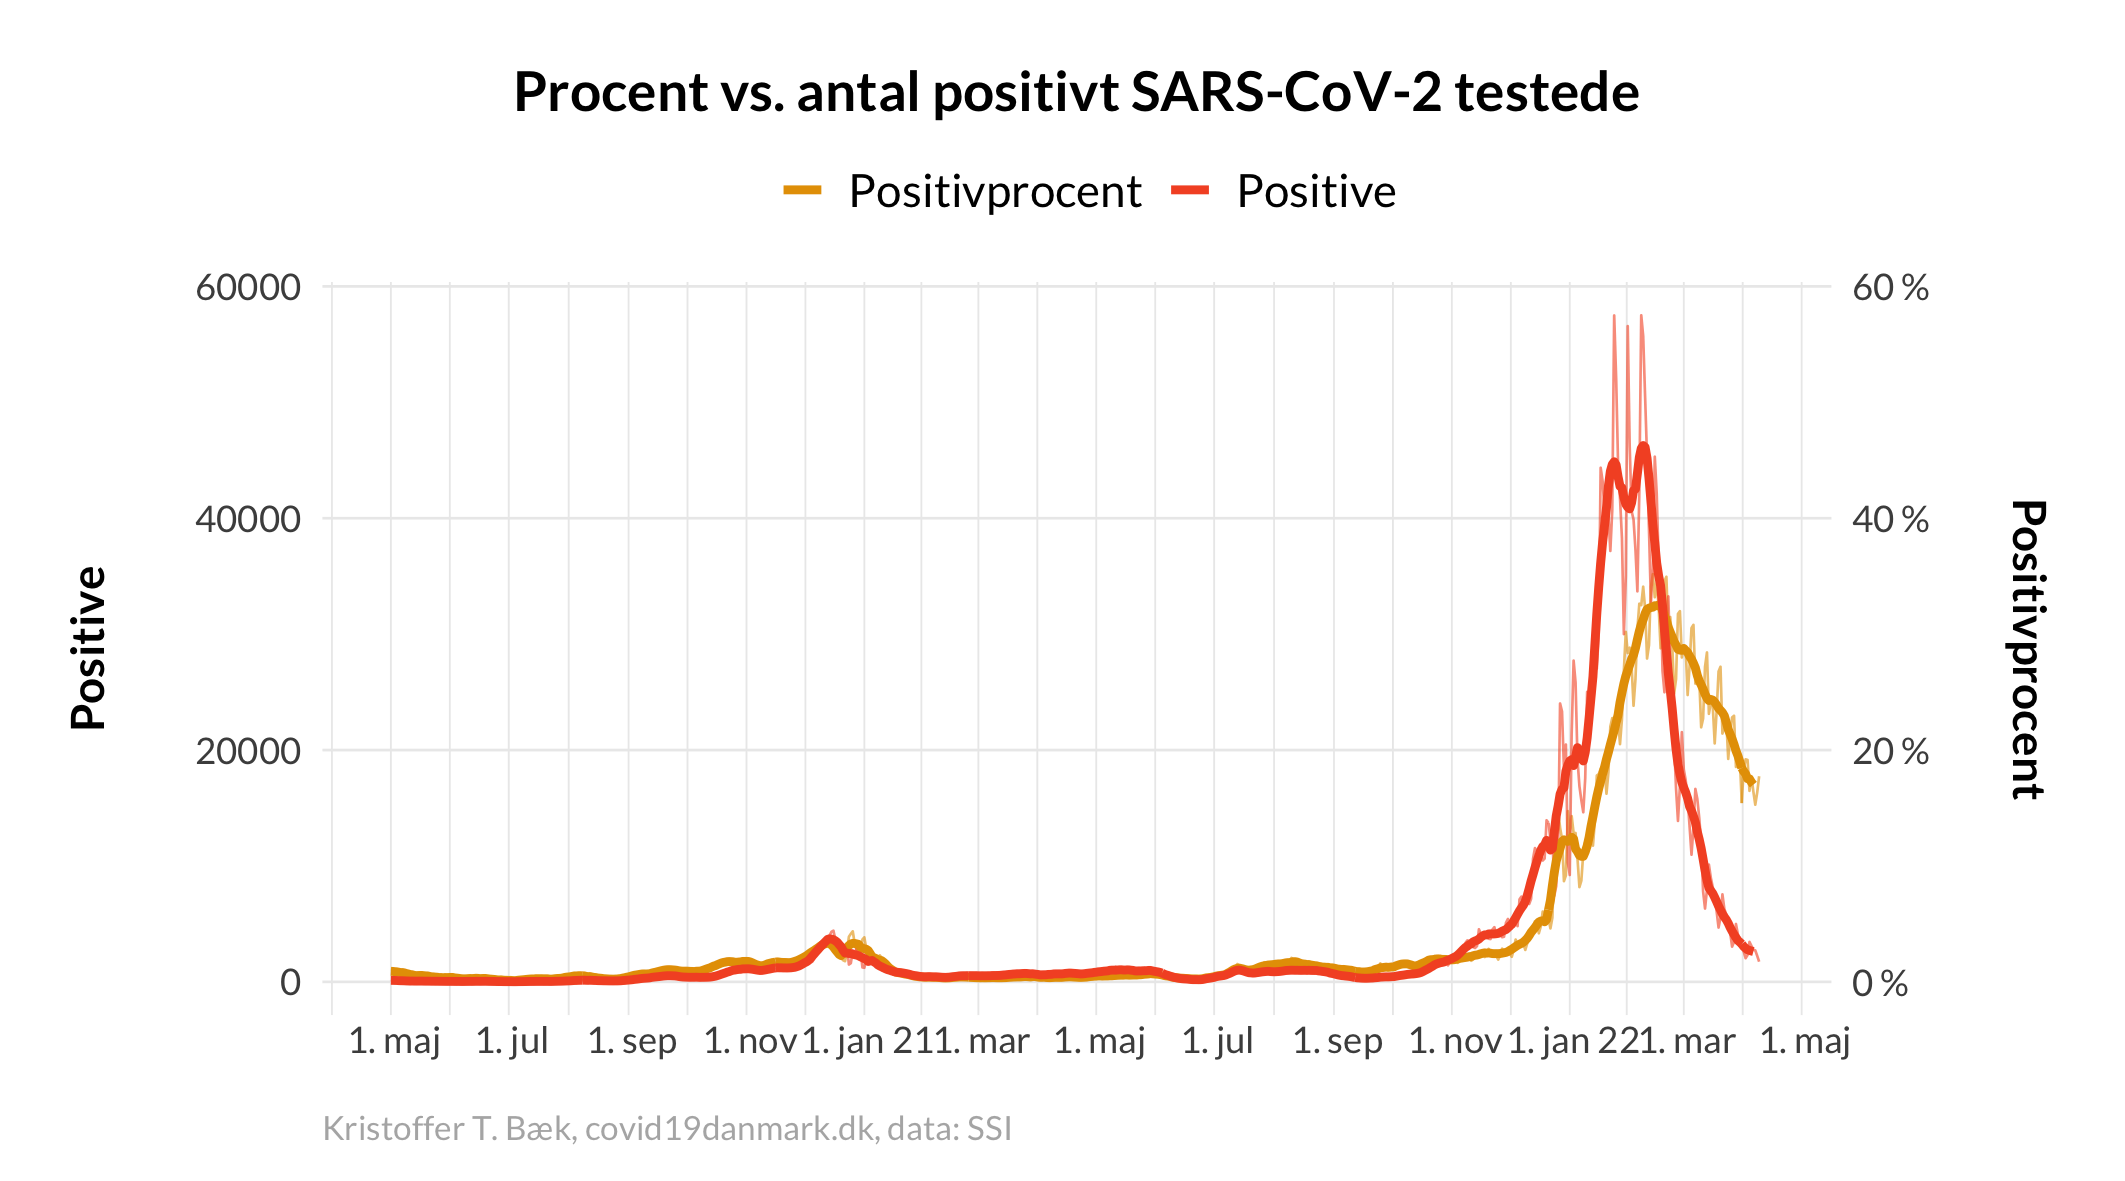 Procent vs. antal positivt SARS-CoV-2 testede
Positivprocent Positive
60000 60 %
40000 40 %
20000 20 %
0 0 %
Positive
Positivprocent
1. maj 1. jul 1. sep 1. nov 1. jan 21 1. mar 1. maj 1. jul 1. sep 1. nov 1. jan 22 1. mar 1. maj
Kristoffer T. Bæk, covid19danmark.dk, data: SSI